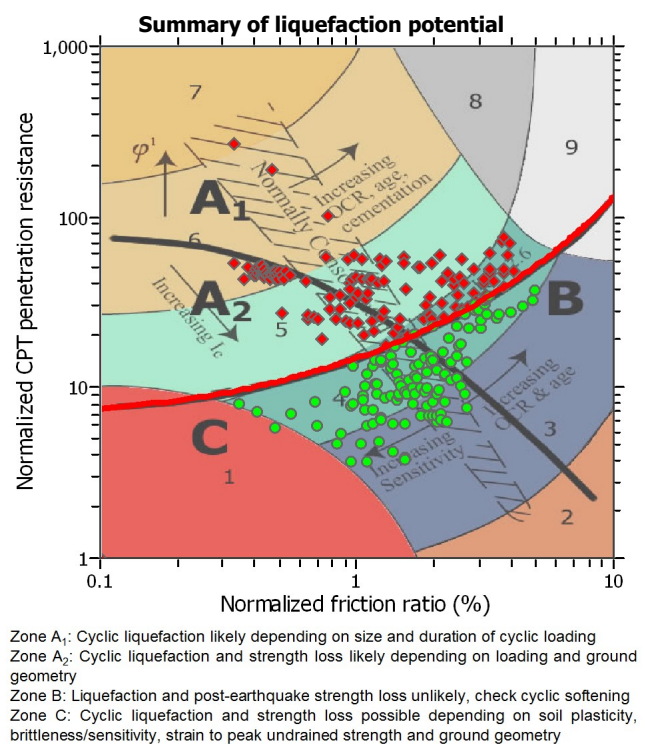 Summary of liquefaction potential
1,000
100
10
1
0.1
1
10
Normalized CPT penetration resistance
Normalized friction ratio (%)
7
8
9
φ¹
A1
6
A2
5
4
B
C
1
3
2
6
Normally Conso
Increasing
OCR, age,
cementation
Increasing Ic
Increasing
OCR & age
Increasing
Sensitivity
Zone A1: Cyclic liquefaction likely depending on size and duration of cyclic loading
Zone A2: Cyclic liquefaction and strength loss likely depending on loading and ground
geometry
Zone B: Liquefaction and post-earthquake strength loss unlikely, check cyclic softening
Zone C: Cyclic liquefaction and strength loss possible depending on soil plasticity,
brittleness/sensitivity, strain to peak undrained strength and ground geometry